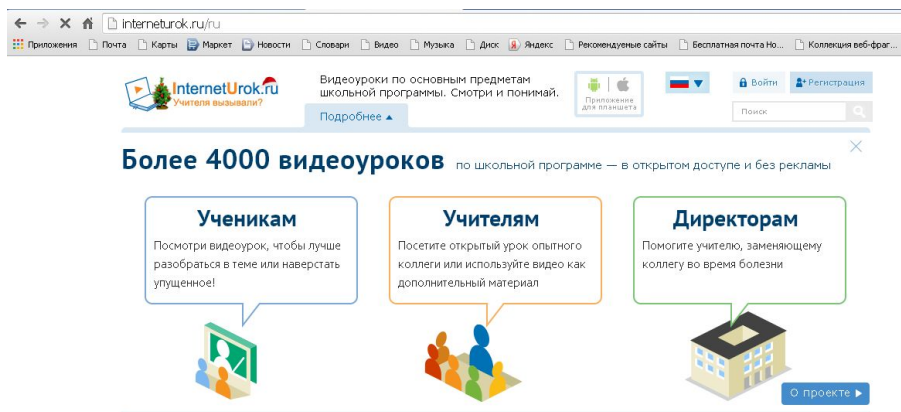 interneturok.ru/ru
Приложения Почта Карты Маркет Новости Словари Видео Музыка Диск Яндекс Рекомендуемые сайты Бесплатная почта Но... Коллекция веб-фраг...
InternetUrok.ru
Учителя вызывали?
Видеоуроки по основным предметам
школьной программы. Смотри и понимай.
Подробнее
Приложение
для планшета
Войти
Регистрация
Поиск
Более 4000 видеоуроков по школьной программе — в открытом доступе и без рекламы
Ученикам
Посмотри видеоурок, чтобы лучше
разобраться в теме или наверстать
упущенное!
Учителям
Посетите открытый урок опытного
коллеги или используйте видео как
дополнительный материал
Директорам
Помогите учителю, заменяющему
коллегу во время болезни
О проекте